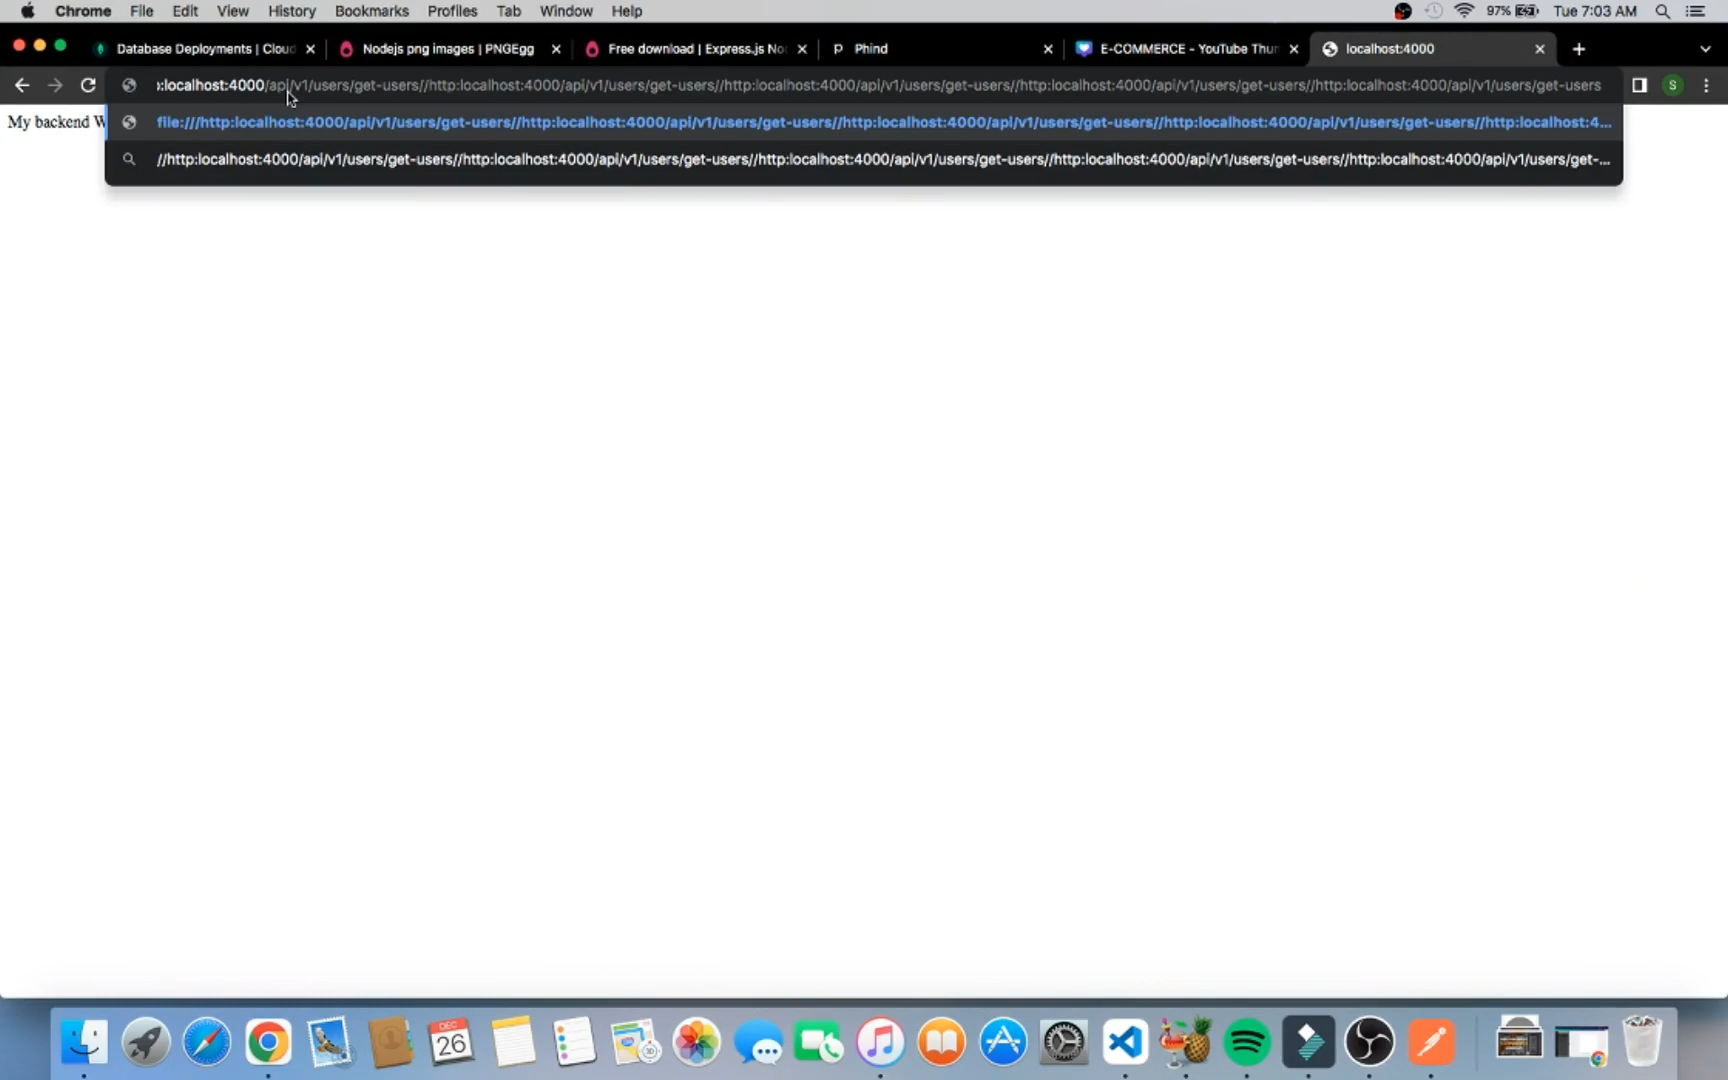 Chrome File Edit View History Bookmarks Profiles Tab Window Help 97% Tue 7:03 AM
Database Deployments | Cloud Nodejs png images | PNGEgg Free download | Express.js No P Phind E-COMMERCE - YouTube Thun localhost:4000
:localhost:4000/api/v1/users/get-users//http:localhost:4000/api/v1/users/get-users//http:localhost:4000/api/v1/users/get-users//http:localhost:4000/api/v1/users/get-users//http:localhost:4000/api/v1/users/get-users S
My backend W file:///http:localhost:4000/api/v1/users/get-users//http:localhost:4000/api/v1/users/get-users//http:localhost:4000/api/v1/users/get-users//http:localhost:4000/api/v1/users/get-users//http:localhost:4...
//http:localhost:4000/api/v1/users/get-users//http:localhost:4000/api/v1/users/get-users//http:localhost:4000/api/v1/users/get-users//http:localhost:4000/api/v1/users/get-users//http:localhost:4000/api/v1/users/get-...
DEC
26